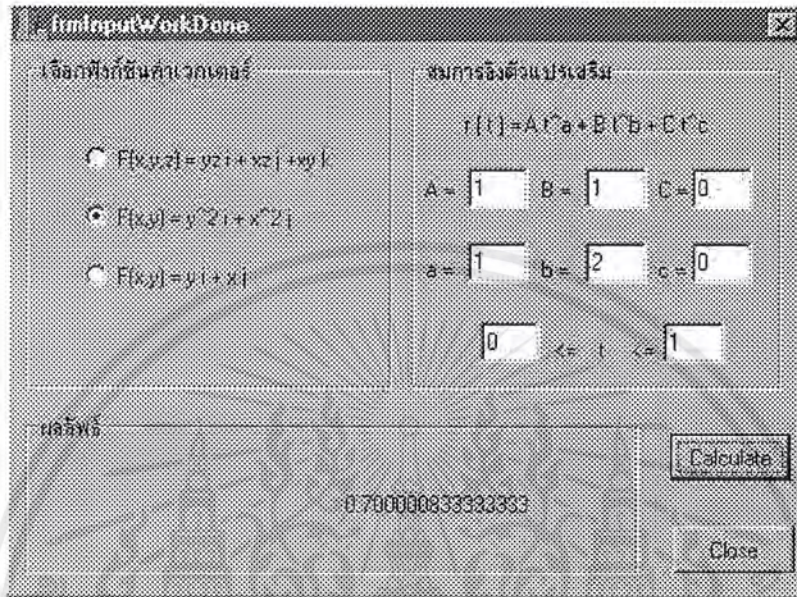 frmInputWorkDone
เลือกฟังก์ชันค่าเวกเตอร์
F(x,y,z) = yz i + xz j +xy k
F(x,y) = y^2 i + x^2 j
F(x,y) = y i + x j
สมการอิงตัวแปรเสริม
r(t) = A t^a + B t^b + C t^c
A = 1 B = 1 C = 0
a = 1 b = 2 c = 0
0 <= t <= 1
ผลลัพธ์
0.700000833333333
Calculate
Close